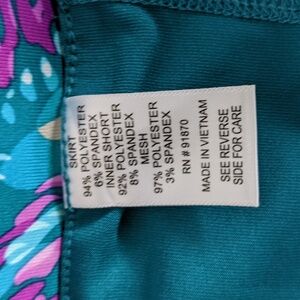 SKIRT
94% POLYESTER
6% SPANDEX
INNER SHORT
92% POLYESTER
8% SPANDEX
MESH
97% POLYESTER
3% SPANDEX
RN # 91870
MADE IN VIETNAM
SEE REVERSE
SIDE FOR CARE